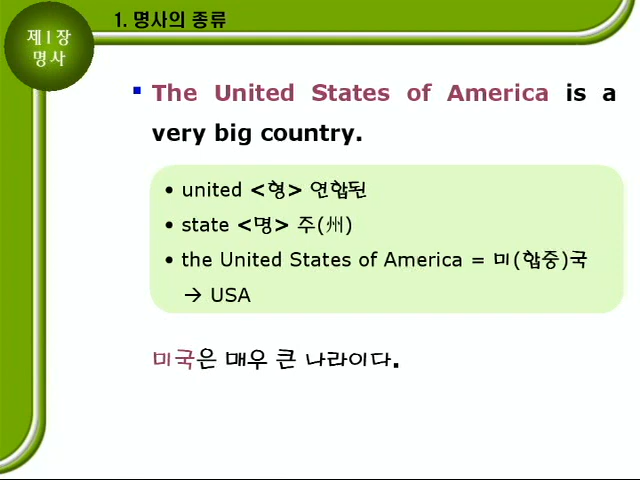 1. 명사의 종류
제1장
명사
The United States of America is a
very big country.
• united <형> 연합된
• state <명> 주(州)
• the United States of America = 미(합중)국
→ USA
미국은 매우 큰 나라이다.